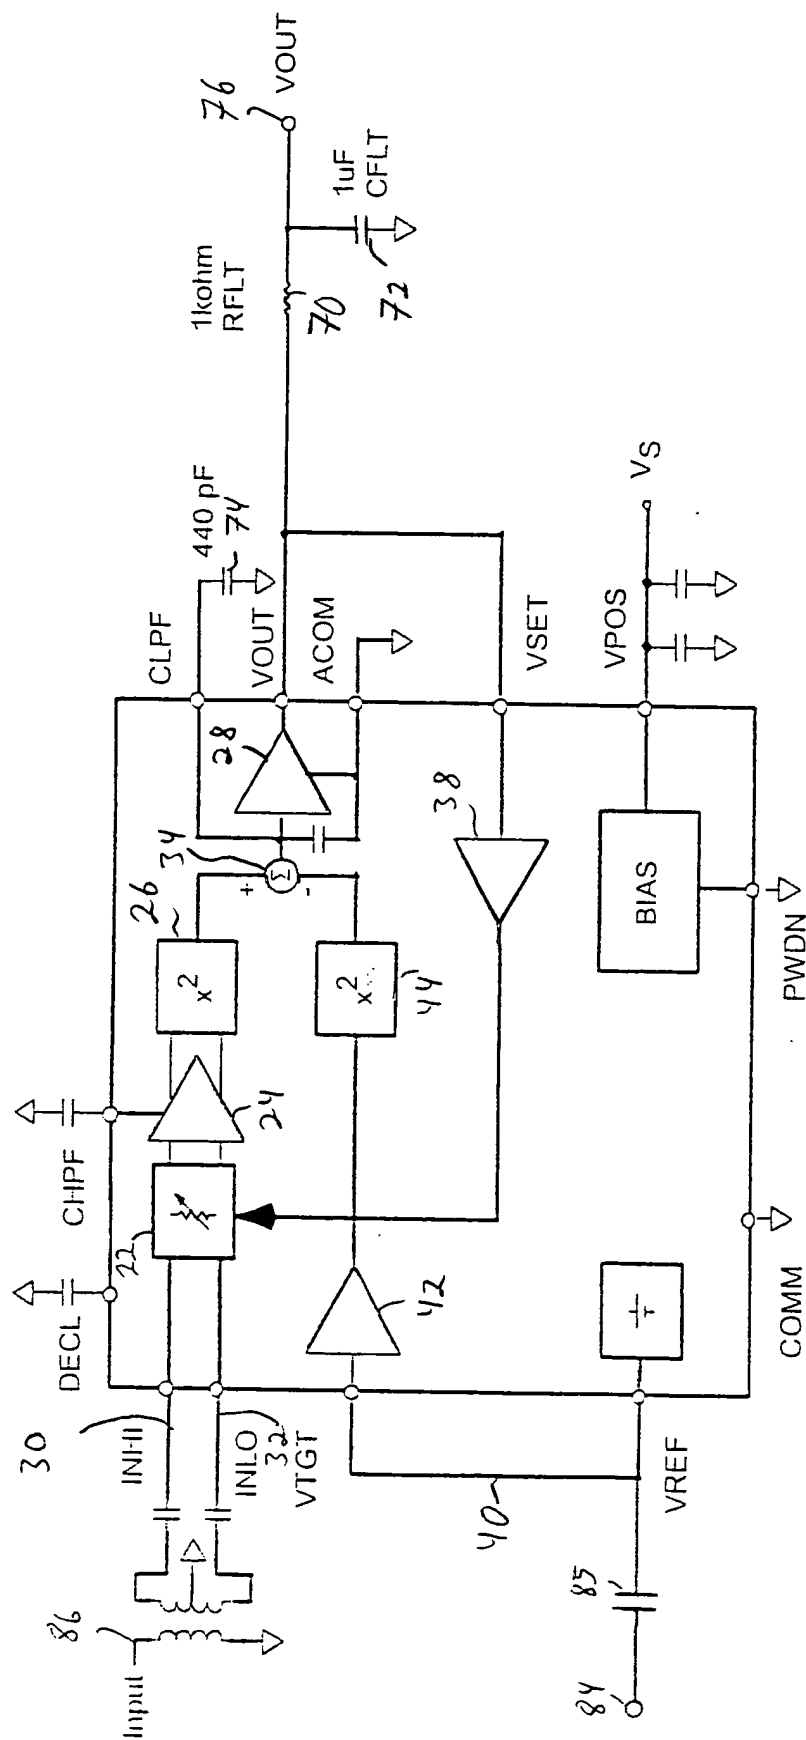 Input
86
30
INHI
INLO
32
VTGT
DECL
CHPF
22
24
x²
26
+
-
Σ
34
28
CLPF
440 pF
74
VOUT
ACOM
1kohm
RFLT
70
1uF
CFLT
72
76
VOUT
42
x²
44
38
VSET
40
VREF
84
85
BIAS
VPOS
VS
COMM
PWDN